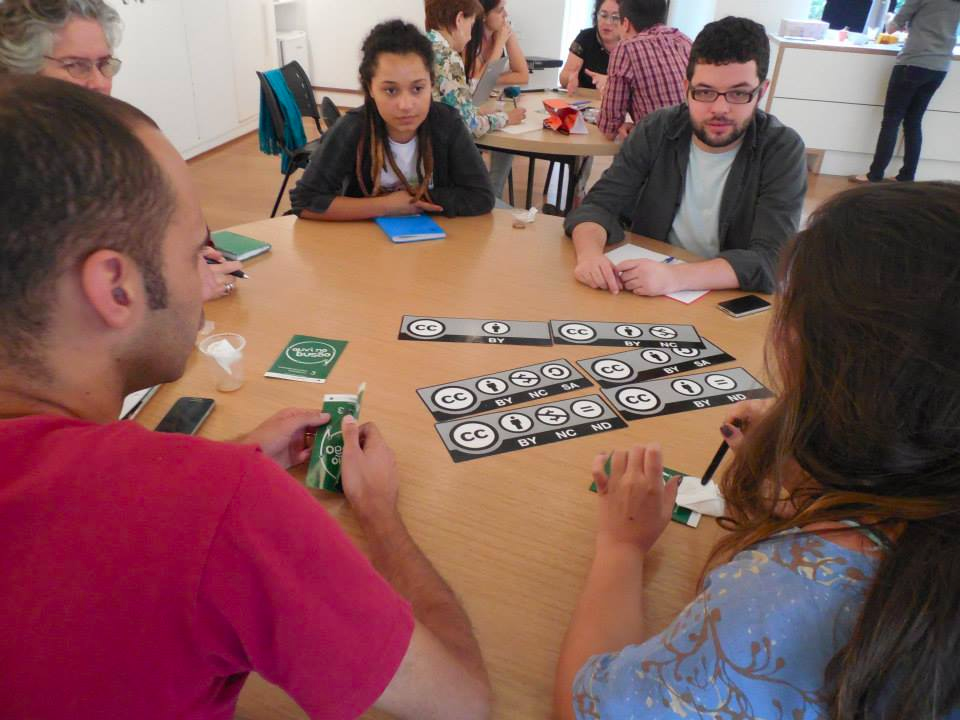 cc BY
cc BY NC
cc BY SA
cc BY NC SA
cc BY ND
cc BY NC ND
ouvi no
busão
3